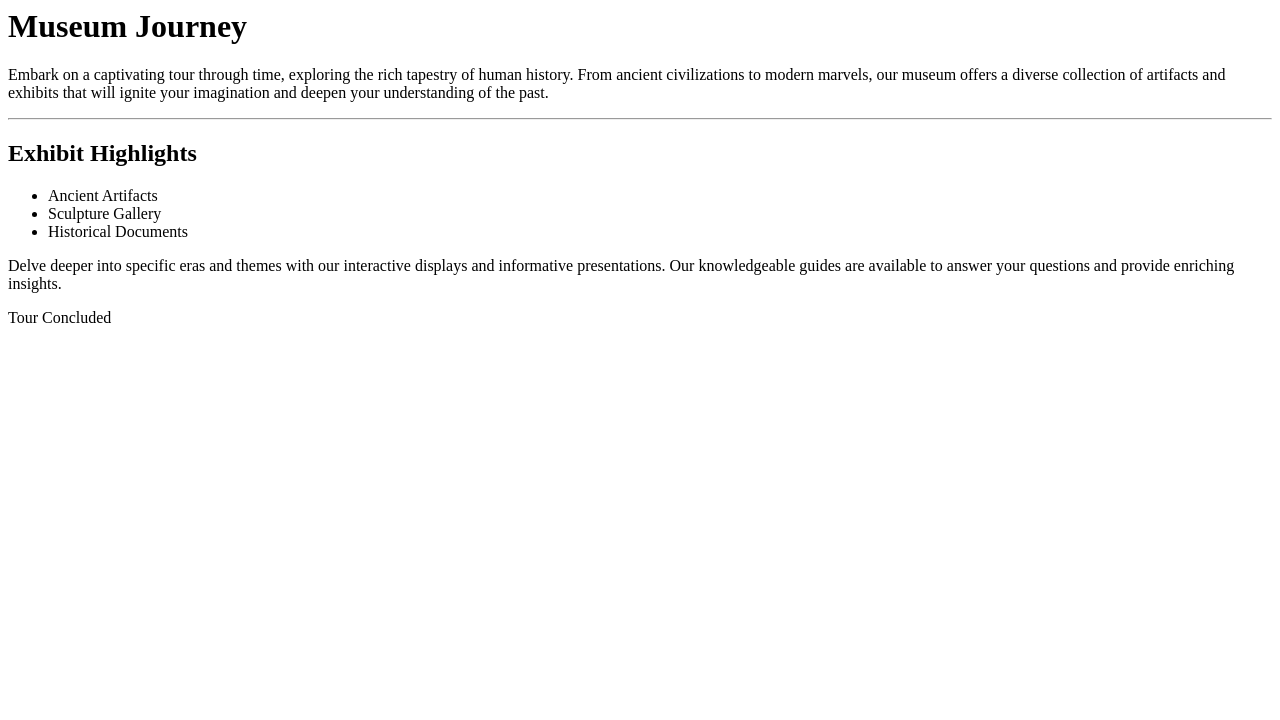 Museum Journey
Embark on a captivating tour through time, exploring the rich tapestry of human history. From ancient civilizations to modern marvels, our museum offers a diverse collection of artifacts and
exhibits that will ignite your imagination and deepen your understanding of the past.
Exhibit Highlights
Ancient Artifacts
Sculpture Gallery
Historical Documents
Delve deeper into specific eras and themes with our interactive displays and informative presentations. Our knowledgeable guides are available to answer your questions and provide enriching
insights.
Tour Concluded